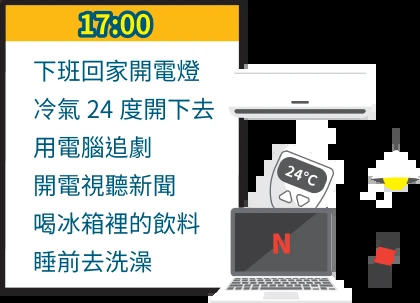 17:00
下班回家開電燈
冷氣 24 度開下去
用電腦追劇
開電視聽新聞
喝冰箱裡的飲料
睡前去洗澡
24°C
N